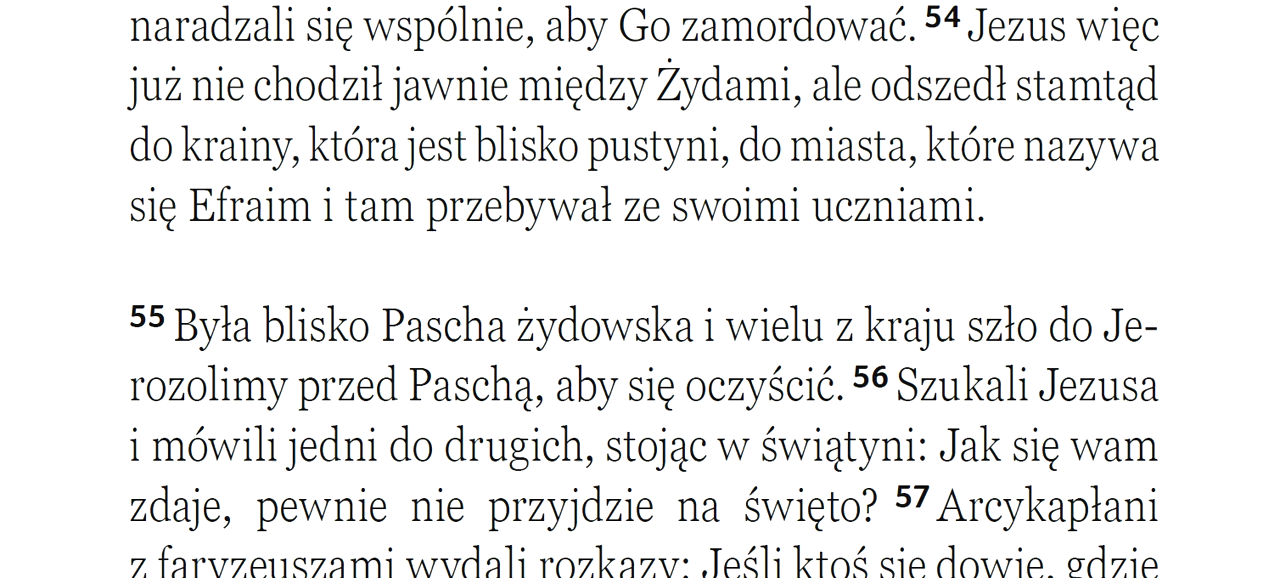 naradzali się wspólnie, aby Go zamordować. 54 Jezus więc
już nie chodził jawnie między Żydami, ale odszedł stamtąd
do krainy, która jest blisko pustyni, do miasta, które nazywa
się Efraim i tam przebywał ze swoimi uczniami.
55 Była blisko Pascha żydowska i wielu z kraju szło do Je-
rozolimy przed Paschą, aby się oczyścić. 56 Szukali Jezusa
i mówili jedni do drugich, stojąc w świątyni: Jak się wam
zdaje, pewnie nie przyjdzie na święto? 57 Arcykapłani
z faryzeuszami wydali rozkazy: Jeśli ktoś się dowie, gdzie